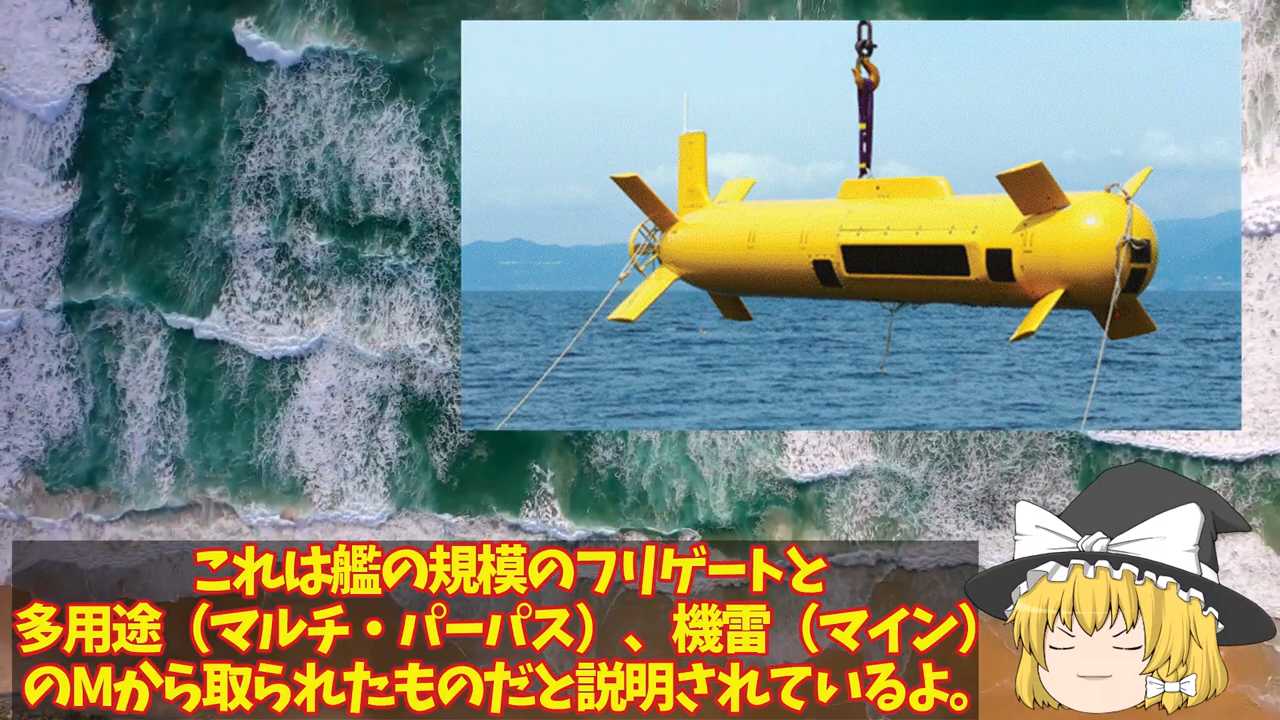 これは艦の規模のフリゲートと
多用途（マルチ・パーパス）、機雷（マイン）
のMから取られたものだと説明されているよ。